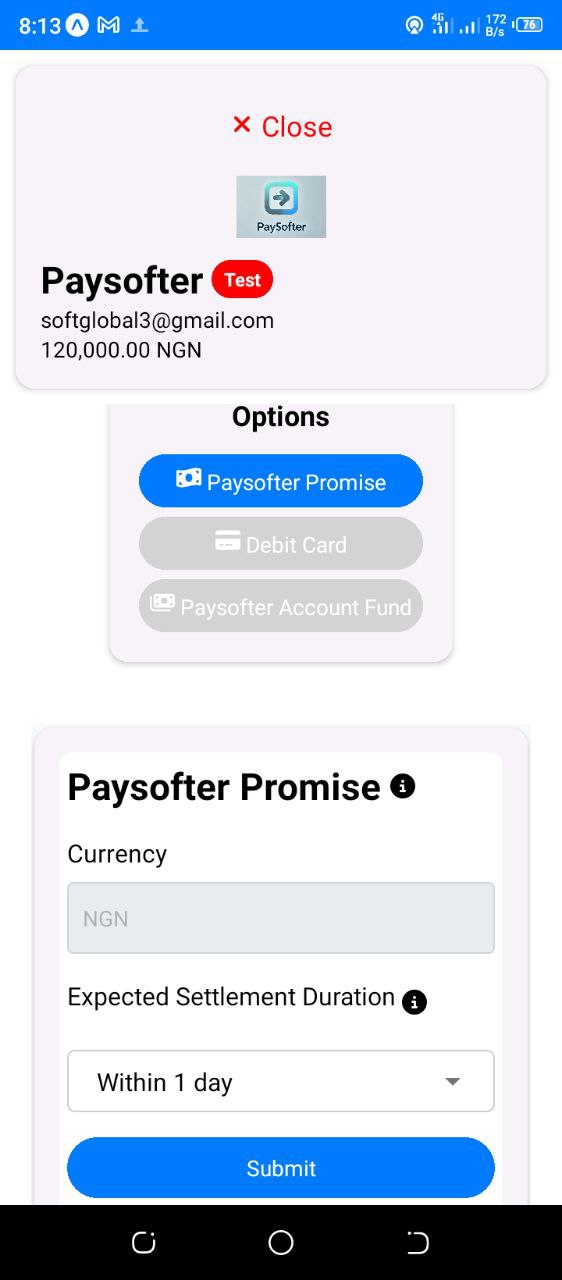 8:13
4G
172
B/s
76
× Close
PaySofter
Paysofter Test
softglobal3@gmail.com
120,000.00 NGN
Options
Paysofter Promise
Debit Card
Paysofter Account Fund
Paysofter Promise
Currency
NGN
Expected Settlement Duration
Within 1 day
Submit